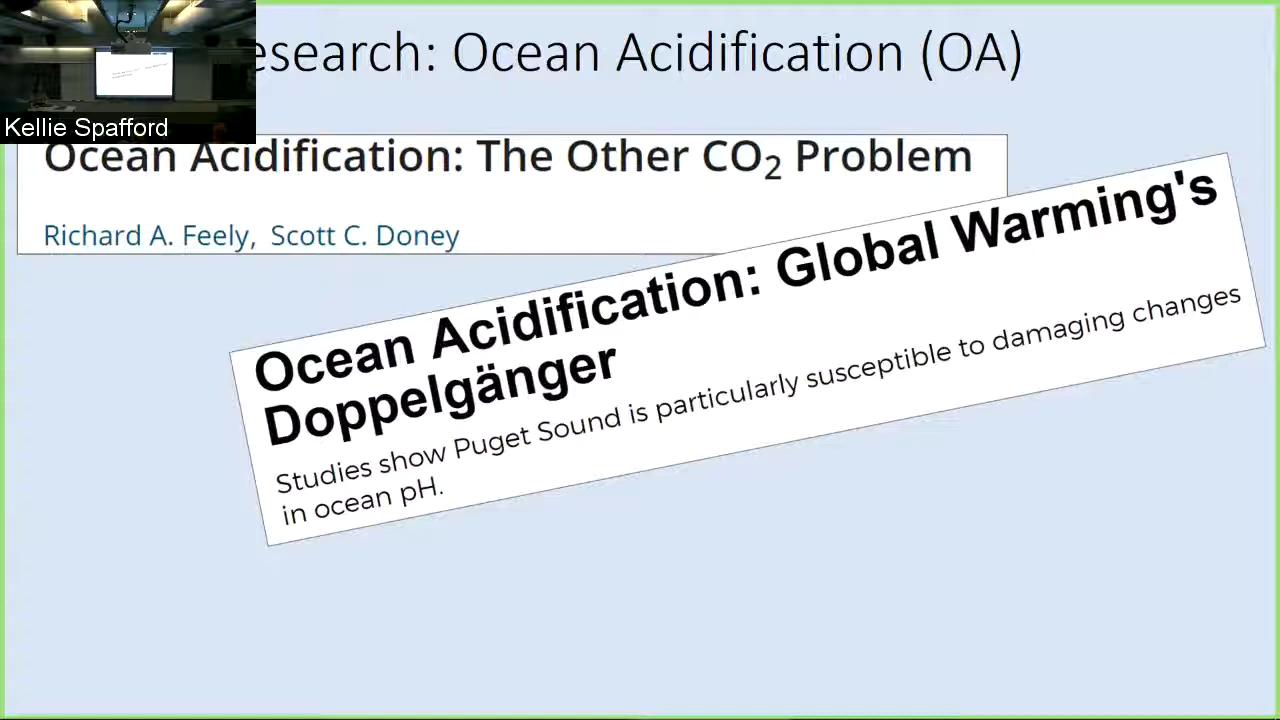 esearch: Ocean Acidification (OA)
Kellie Spafford
Ocean Acidification: The Other CO₂ Problem
Richard A. Feely, Scott C. Doney
Ocean Acidification: Global Warming's
Doppelgänger
Studies show Puget Sound is particularly susceptible to damaging changes
in ocean pH.